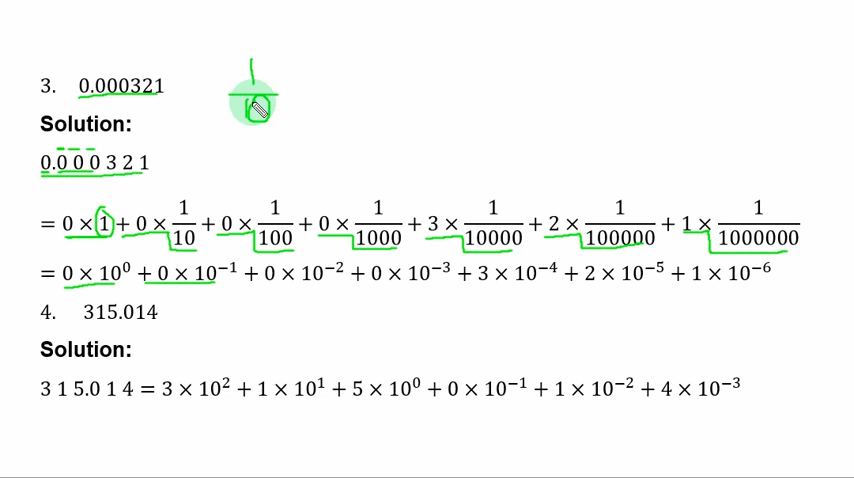 3. 0.000321
1
10
Solution:
0.0 0 0 3 2 1
= 0 × 1 + 0 × 1/10 + 0 × 1/100 + 0 × 1/1000 + 3 × 1/10000 + 2 × 1/100000 + 1 × 1/1000000
= 0 × 10⁰ + 0 × 10⁻¹ + 0 × 10⁻² + 0 × 10⁻³ + 3 × 10⁻⁴ + 2 × 10⁻⁵ + 1 × 10⁻⁶
4. 315.014
Solution:
3 1 5.0 1 4 = 3 × 10² + 1 × 10¹ + 5 × 10⁰ + 0 × 10⁻¹ + 1 × 10⁻² + 4 × 10⁻³